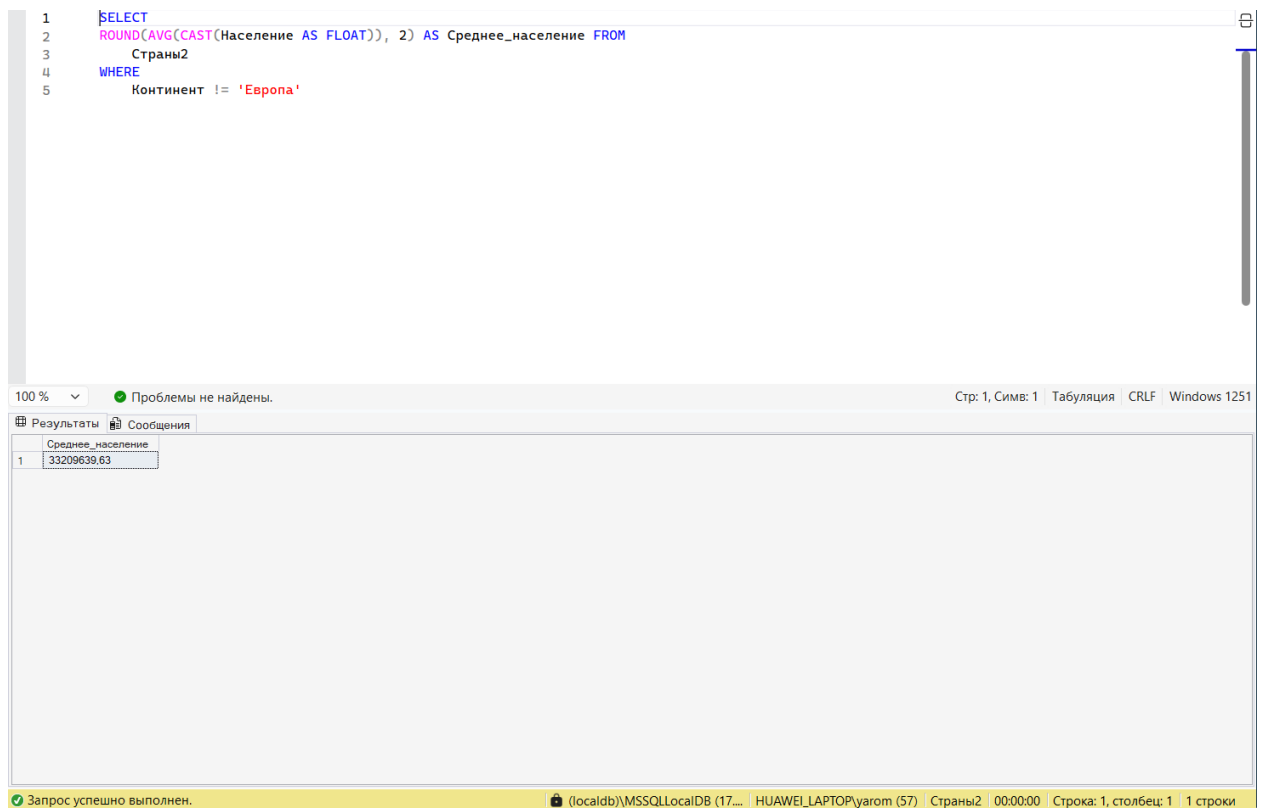 1 SELECT
2 ROUND(AVG(CAST(Население AS FLOAT)), 2) AS Среднее_население FROM
3 Страны2
4 WHERE
5 Континент != 'Европа'
100 % Проблемы не найдены. Стр: 1, Симв: 1 Табуляция CRLF Windows 1251
Результаты Сообщения
Среднее_население
1 33209639,63
Запрос успешно выполнен. (localdb)\MSSQLLocalDB (17.... HUAWEI_LAPTOP\yarom (57) Страны2 00:00:00 Строка: 1, столбец: 1 1 строки